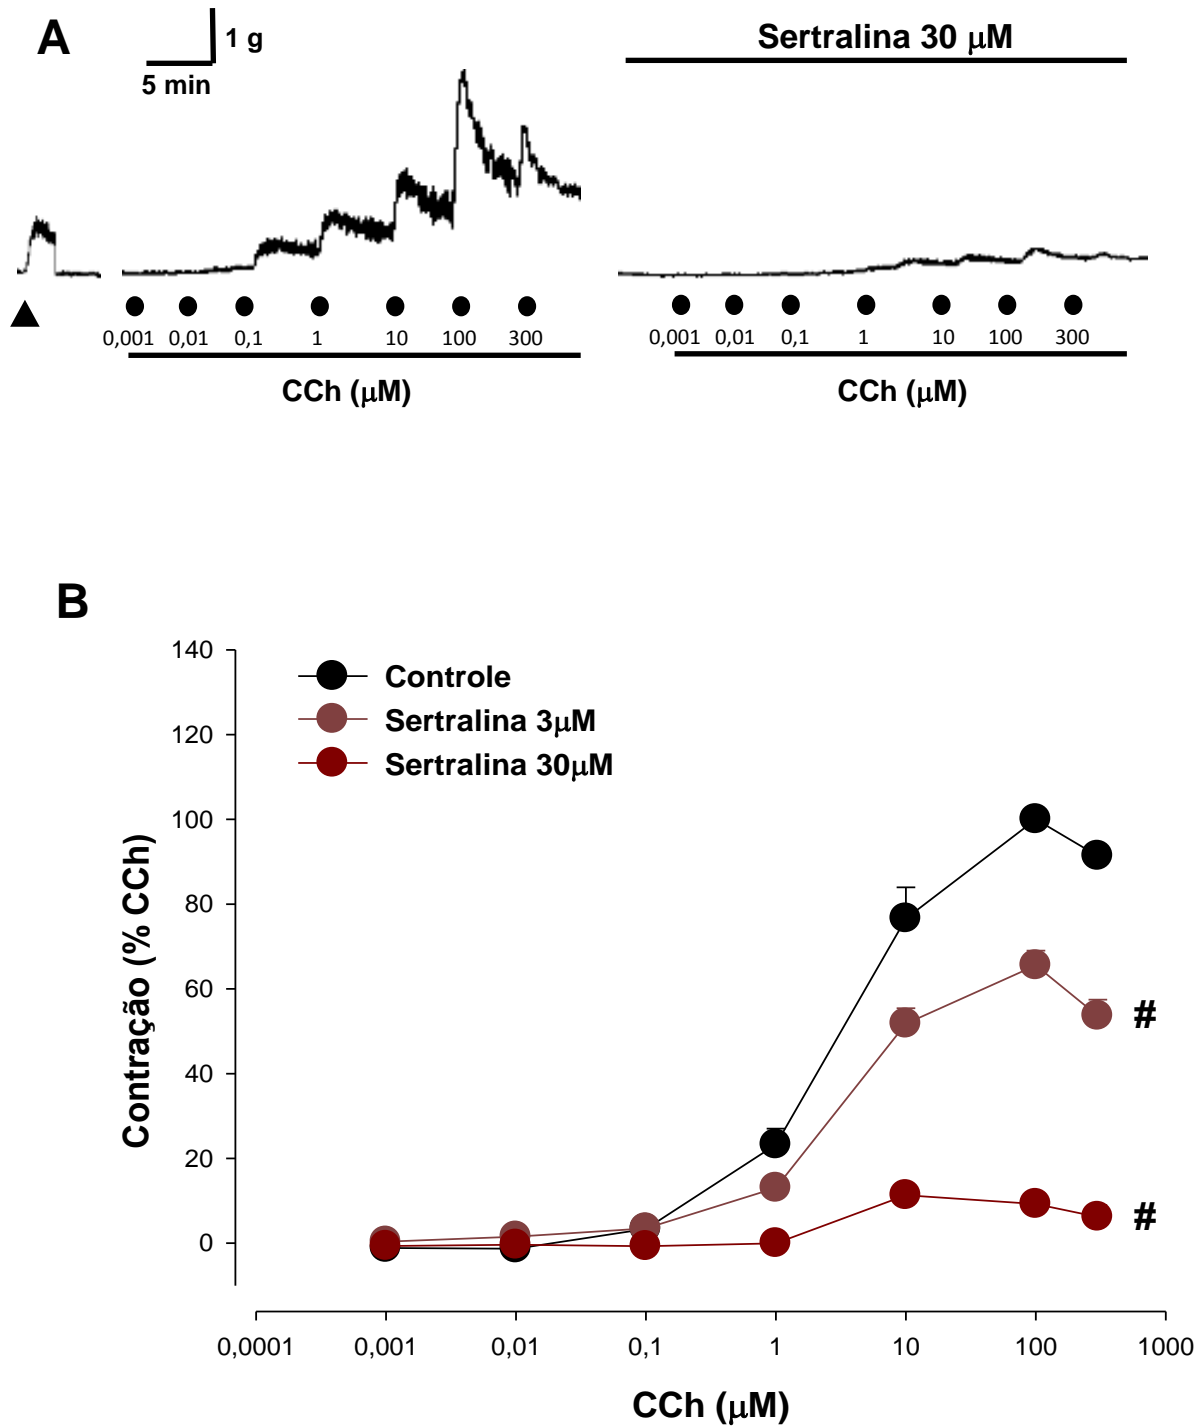 A
1 g
5 min
Sertralina 30 μM
0,001 0,01 0,1 1 10 100 300
CCh (μM)
0,001 0,01 0,1 1 10 100 300
CCh (μM)
B
Controle
Sertralina 3μM
Sertralina 30μM
Contração (% CCh)
140
120
100
80
60
40
20
0
#
#
0,0001 0,001 0,01 0,1 1 10 100 1000
CCh (μM)